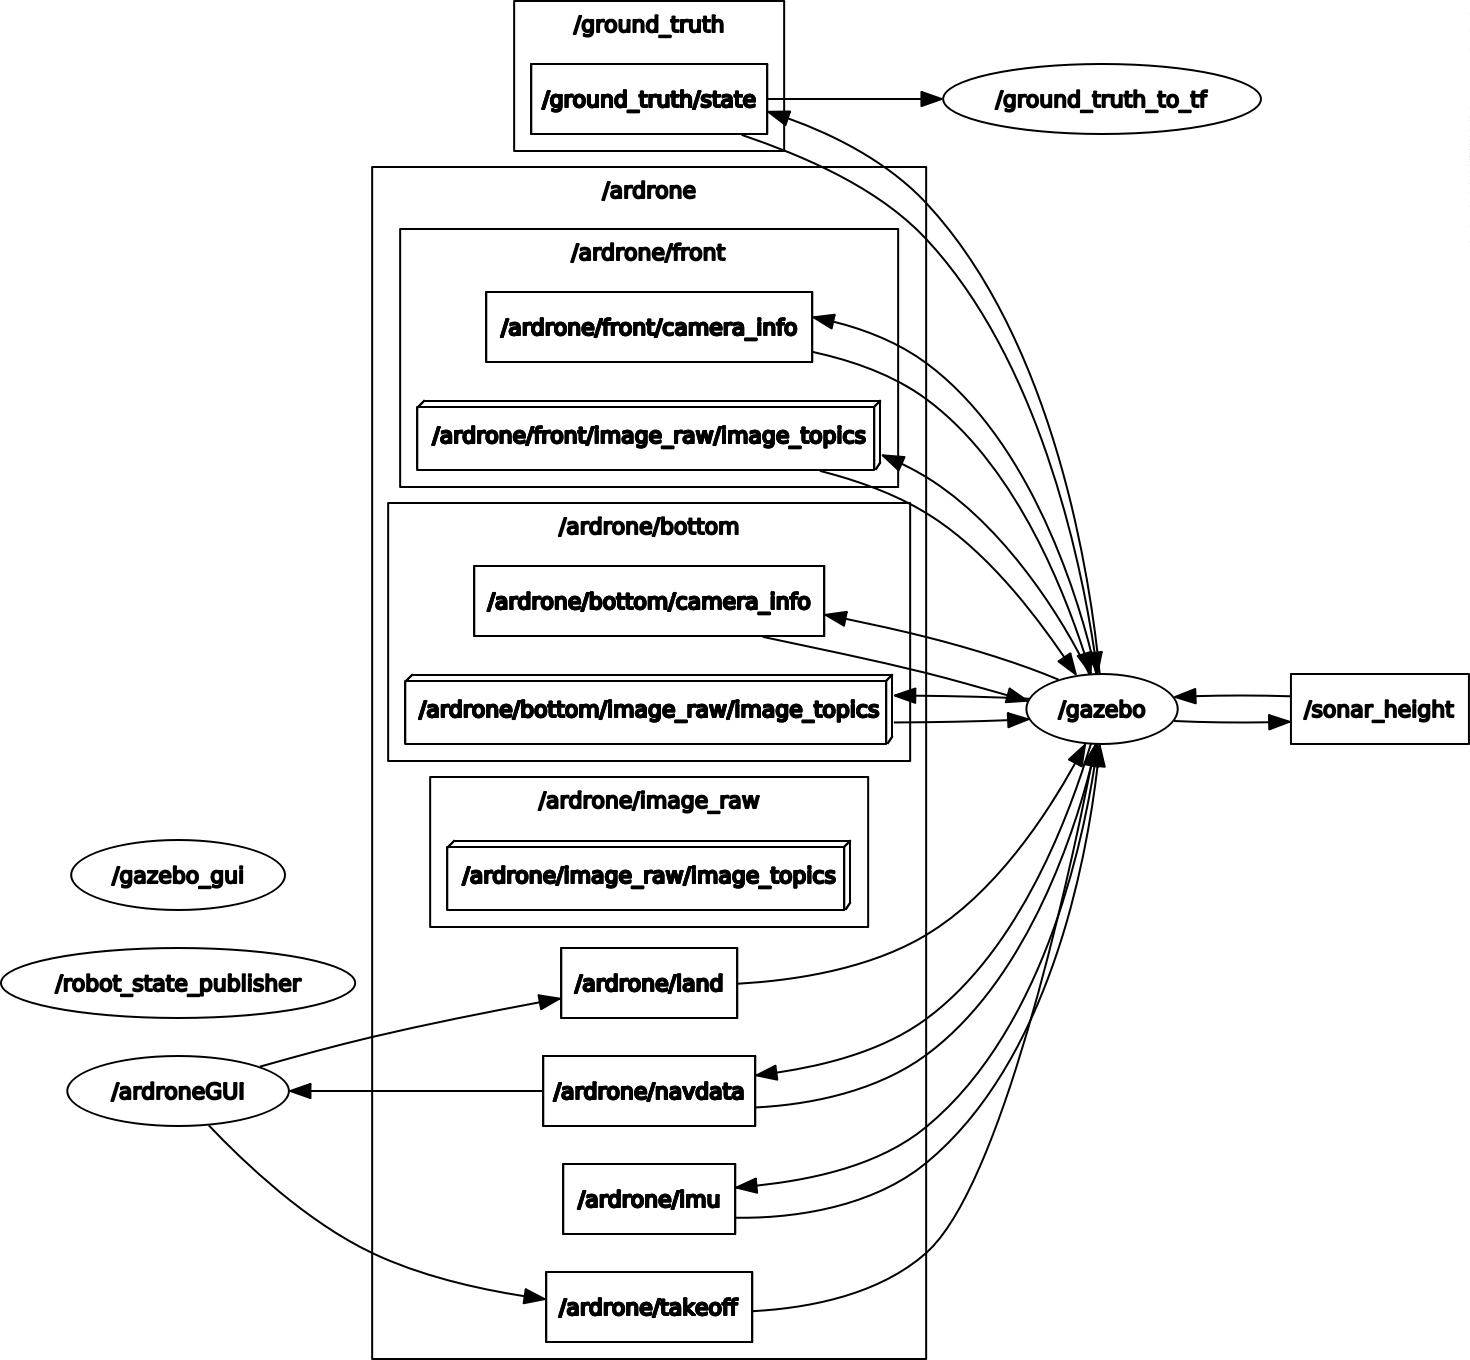 /ground_truth
/ground_truth/state
/ground_truth_to_tf
/ardrone
/ardrone/front
/ardrone/front/camera_info
/ardrone/front/image_raw/image_topics
/ardrone/bottom
/ardrone/bottom/camera_info
/ardrone/bottom/image_raw/image_topics
/gazebo
/sonar_height
/ardrone/image_raw
/ardrone/image_raw/image_topics
/gazebo_gui
/robot_state_publisher
/ardrone/land
/ardroneGUI
/ardrone/navdata
/ardrone/imu
/ardrone/takeoff